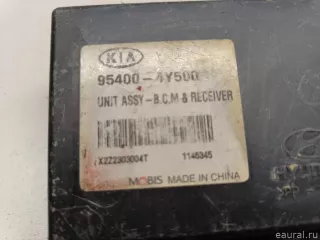 KIA
95400-4Y500
UNIT ASSY-B.C.M & RECEIVER
X2Z2303004T 1146345
MOBIS MADE IN CHINA
eaural.ru